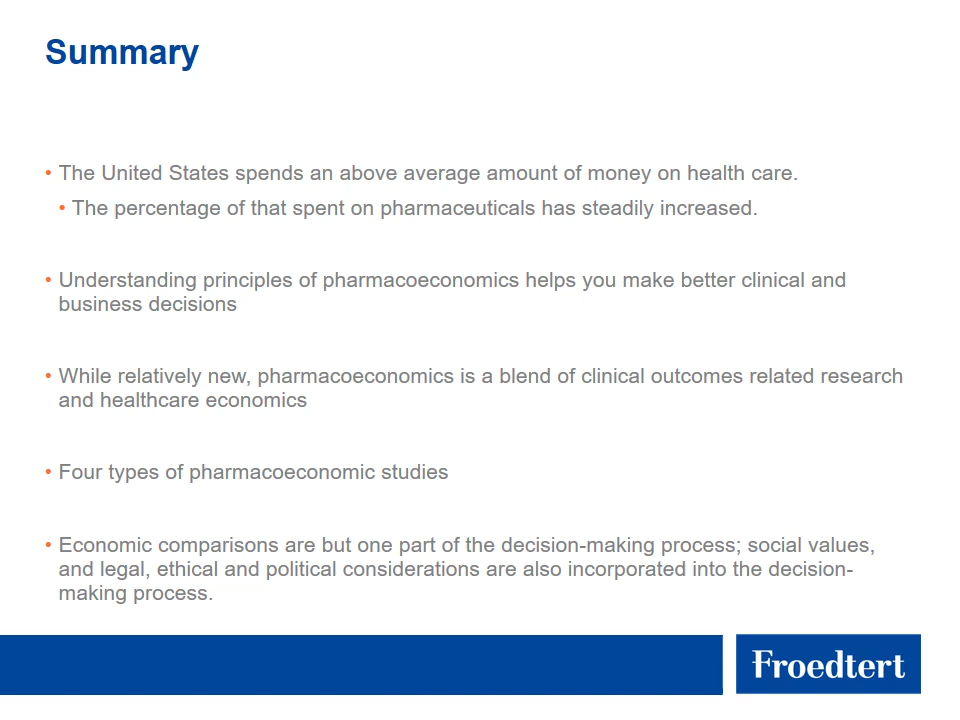 Summary
• The United States spends an above average amount of money on health care.
• The percentage of that spent on pharmaceuticals has steadily increased.
• Understanding principles of pharmacoeconomics helps you make better clinical and
business decisions
• While relatively new, pharmacoeconomics is a blend of clinical outcomes related research
and healthcare economics
• Four types of pharmacoeconomic studies
• Economic comparisons are but one part of the decision-making process; social values,
and legal, ethical and political considerations are also incorporated into the decision-
making process.
Froedtert